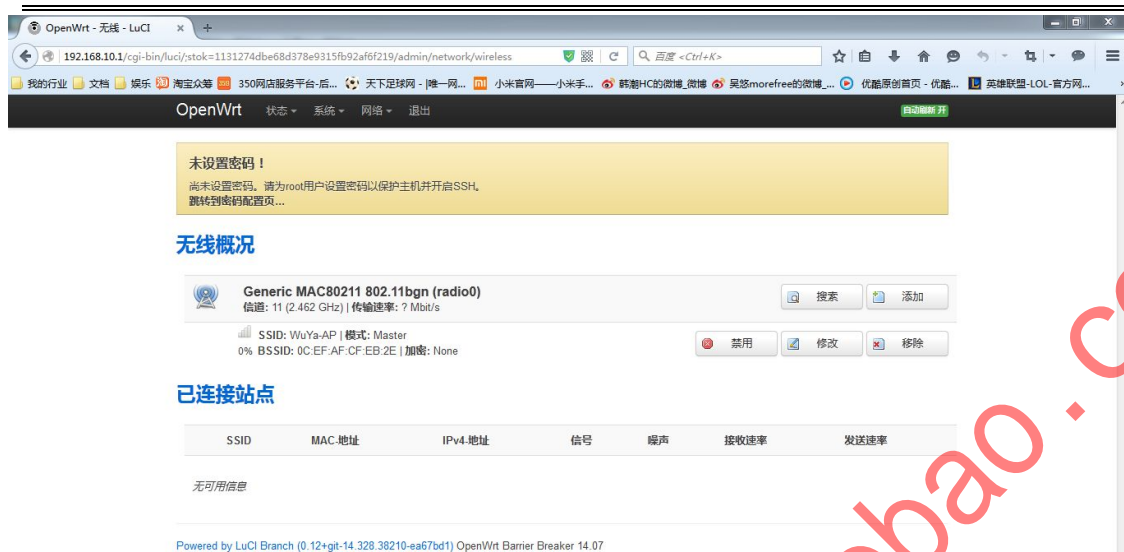 OpenWrt - 无线 - LuCI
192.168.10.1/cgi-bin/luci/;stok=1131274dbe68d378e9315fb92af6f219/admin/network/wireless
百度 <Ctrl+K>
我的行业 文档 娱乐 淘宝众筹 350网店服务平台-后... 天下足球网 - |唯一网... 小米官网——小米手... 韩潮HC的微博_微博 吴悠morefree的微博_... 优酷原创首页 - 优酷... 英雄联盟-LOL-官方网...
OpenWrt 状态 系统 网络 退出 自动刷新 开
未设置密码！
尚未设置密码。请为root用户设置密码以保护主机并开启SSH。
跳转到密码配置页...
无线概况
Generic MAC80211 802.11bgn (radio0)
信道: 11 (2.462 GHz) | 传输速率: ? Mbit/s
搜索 添加
SSID: WuYa-AP | 模式: Master
0% BSSID: 0C:EF:AF:CF:EB:2E | 加密: None
禁用 修改 移除
已连接站点
SSID MAC-地址 IPv4-地址 信号 噪声 接收速率 发送速率
无可用信息
Powered by LuCI Branch (0.12+git-14.328.38210-ea67bd1) OpenWrt Barrier Breaker 14.07
obao.c